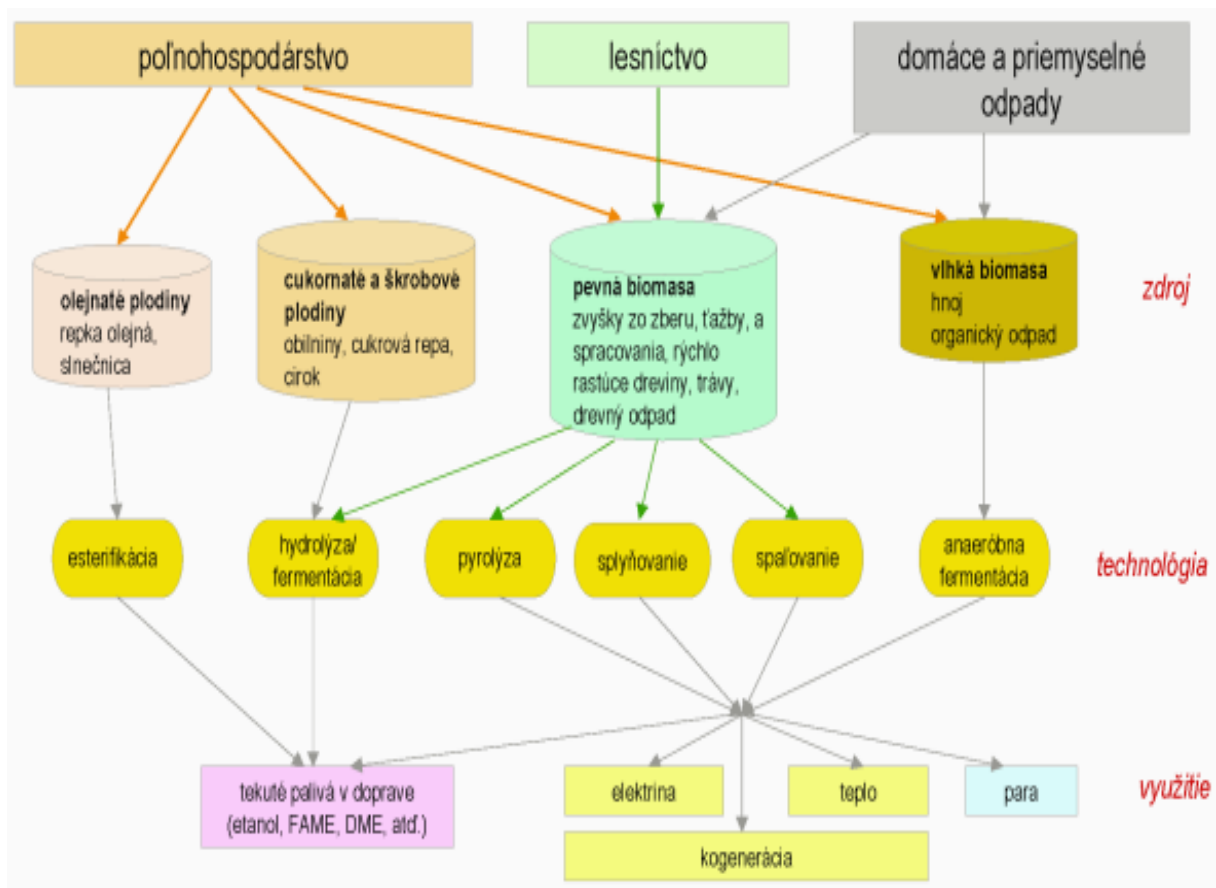 poľnohospodárstvo
lesníctvo
domáce a priemyselné
odpady
olejnaté plodiny
repka olejná,
slnečnica
cukornaté a škrobové
plodiny
obilniny, cukrová repa,
cirok
pevná biomasa
zvyšky zo zberu, ťažby, a
spracovania, rýchlo
rastúce dreviny, trávy,
drevný odpad
vlhká biomasa
hnoj
organický odpad
zdroj
esterifikácia
hydrolýza/
fermentácia
pyrolýza
splyňovanie
spaľovanie
anaeróbna
fermentácia
technológia
tekuté palivá v doprave
(etanol, FAME, DME, atď.)
elektrina
teplo
para
využitie
kogenerácia